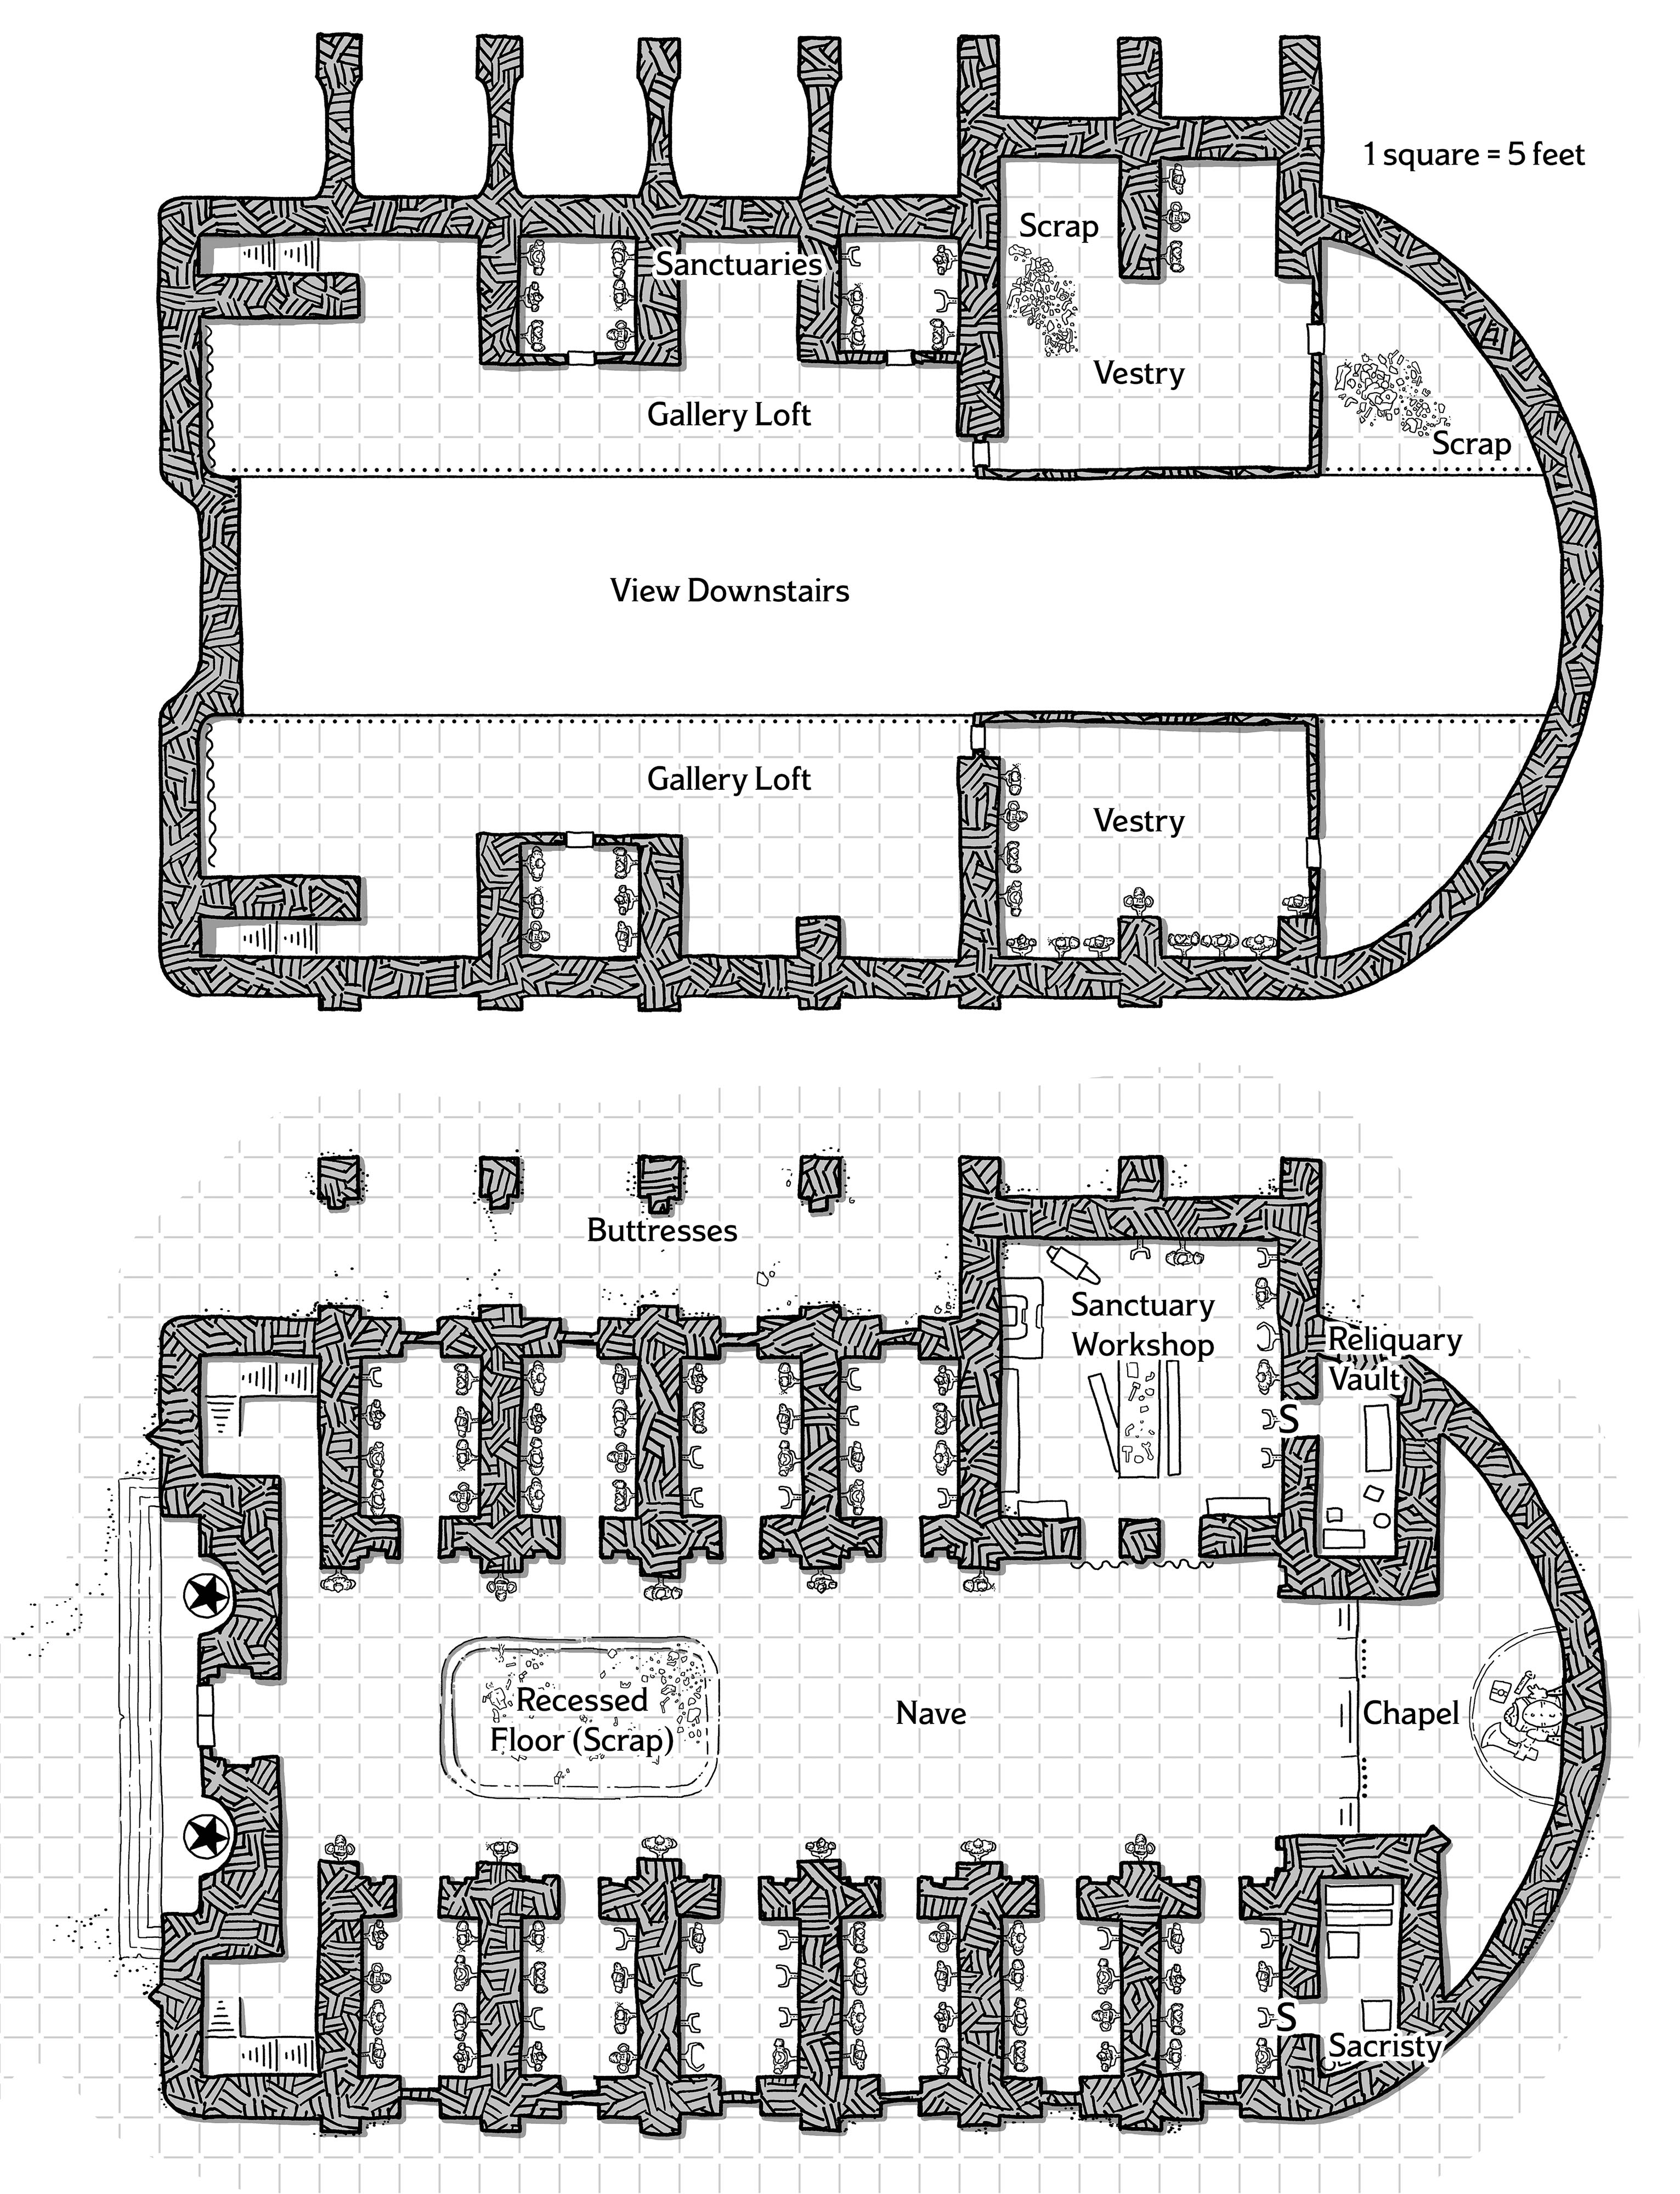 1 square = 5 feet
Scrap
Sanctuaries
Vestry
Gallery Loft
Scrap
View Downstairs
Gallery Loft
Vestry
Buttresses
Sanctuary
Workshop
Reliquary
Vault
S
Recessed
Floor (Scrap)
Nave
Chapel
S
Sacristy